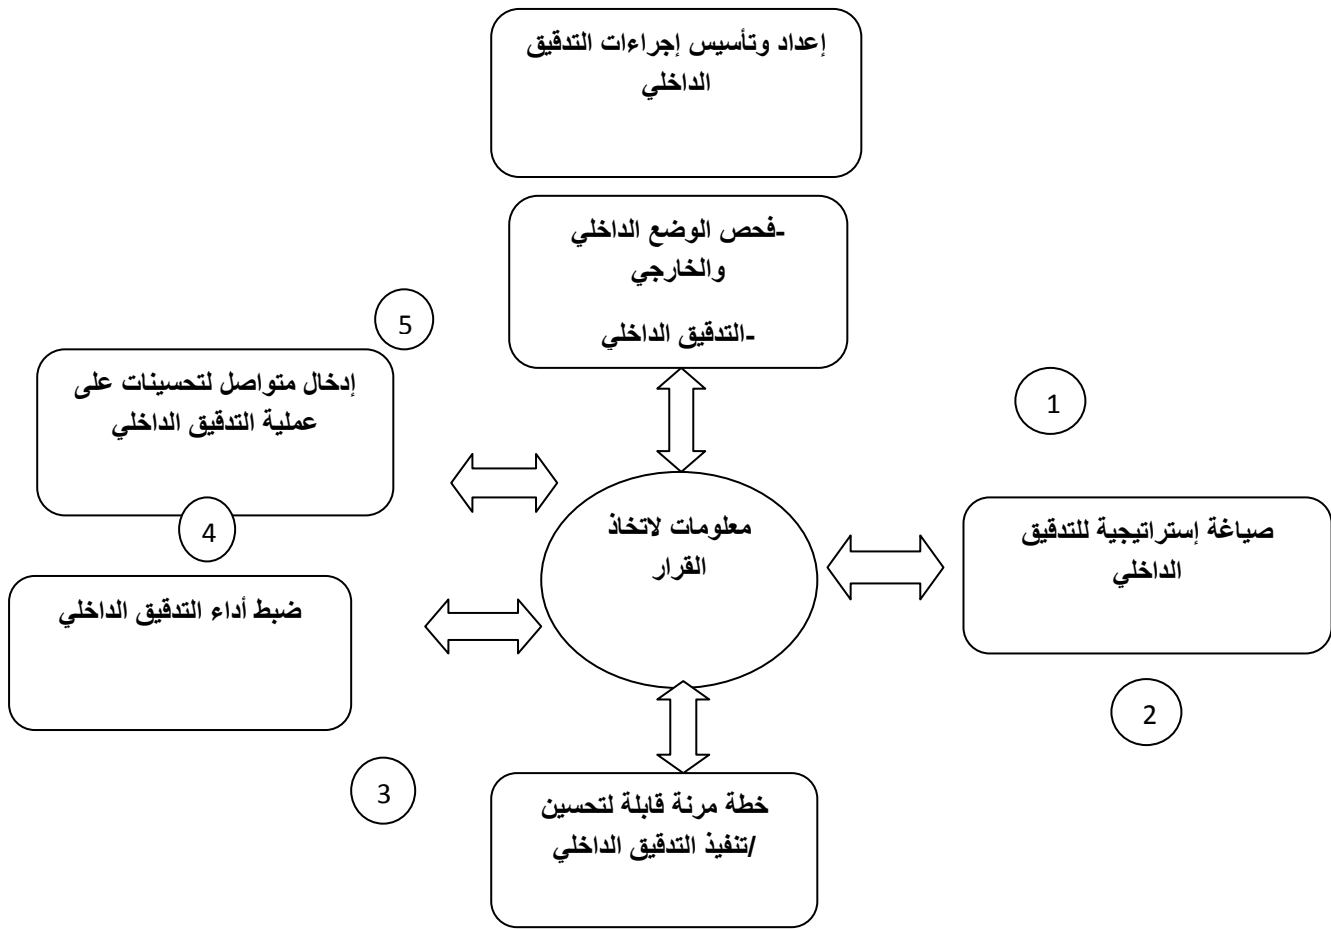 إعداد وتأسيس إجراءات التدقيق
الداخلي
-فحص الوضع الداخلي
والخارجي
-التدقيق الداخلي
5
إدخال متواصل لتحسينات على
عملية التدقيق الداخلي
1
4
معلومات لاتخاذ
القرار
صياغة إستراتيجية للتدقيق
الداخلي
ضبط أداء التدقيق الداخلي
2
3
خطة مرنة قابلة لتحسين
/تنفيذ التدقيق الداخلي